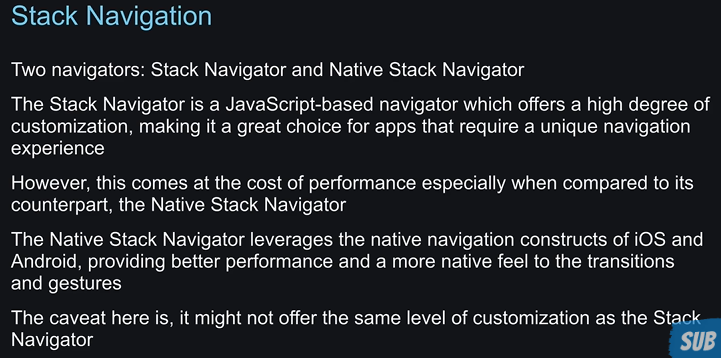 Stack Navigation
Two navigators: Stack Navigator and Native Stack Navigator
The Stack Navigator is a JavaScript-based navigator which offers a high degree of
customization, making it a great choice for apps that require a unique navigation
experience
However, this comes at the cost of performance especially when compared to its
counterpart, the Native Stack Navigator
The Native Stack Navigator leverages the native navigation constructs of iOS and
Android, providing better performance and a more native feel to the transitions
and gestures
The caveat here is, it might not offer the same level of customization as the Stack
Navigator
SUB